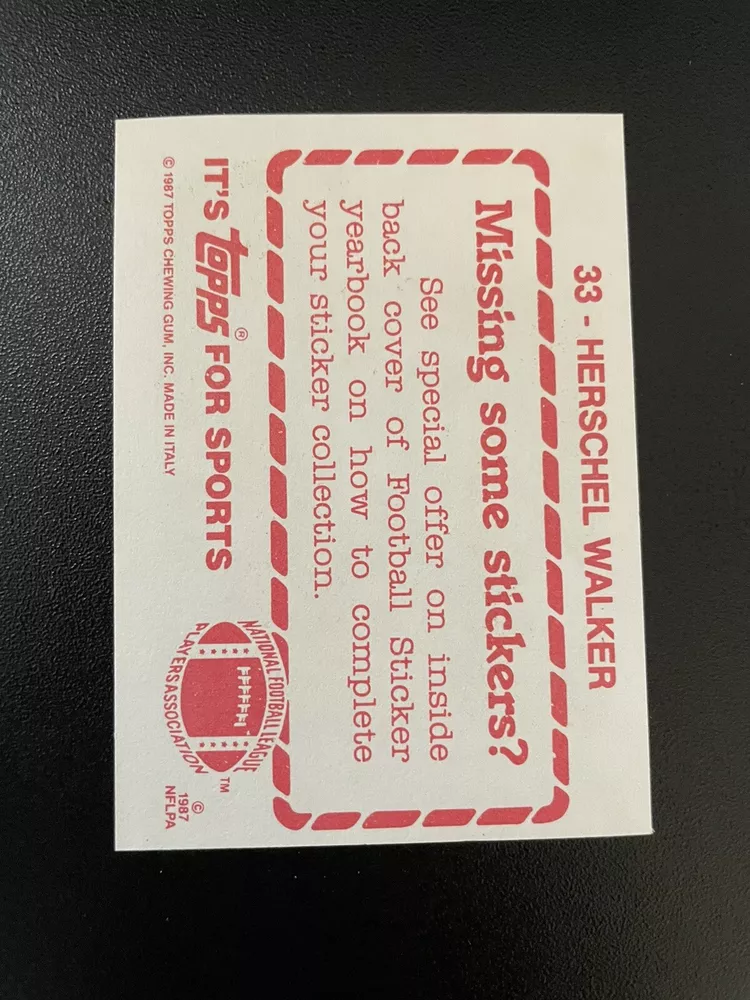 33 - HERSCHEL WALKER
Missing some stickers?
See special offer on inside
back cover of Football Sticker
yearbook on how to complete
your sticker collection.
IT'S topps® FOR SPORTS
© 1987 TOPPS CHEWING GUM, INC. MADE IN ITALY
NATIONAL FOOTBALL LEAGUE
PLAYERS ASSOCIATION
TM
©
1987
NFLPA